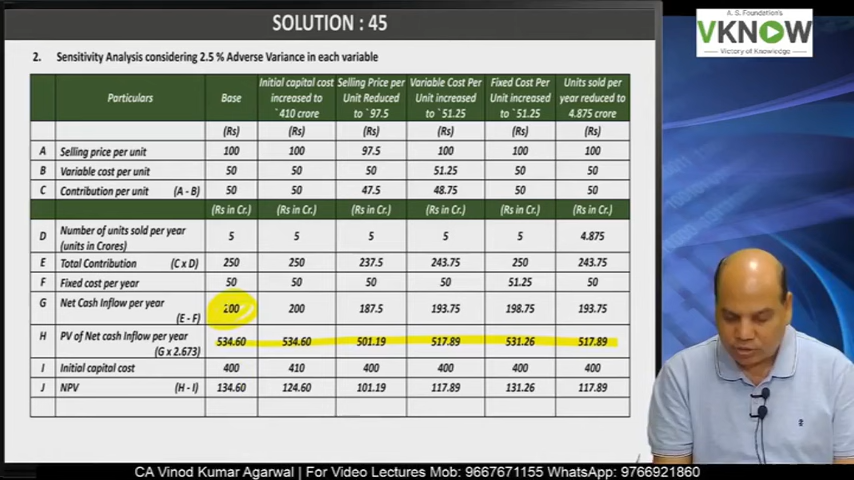 SOLUTION : 45
A. S. Foundation's
VKNOW
Victory of Knowledge
2. Sensitivity Analysis considering 2.5 % Adverse Variance in each variable
Particulars Base Initial capital cost increased to `410 crore Selling Price per Unit Reduced to `97.5 Variable Cost Per Unit increased to `51.25 Fixed Cost Per Unit increased to `51.25 Units sold per year reduced to 4.875 crore
(Rs) (Rs) (Rs) (Rs) (Rs) (Rs)
A Selling price per unit 100 100 97.5 100 100 100
B Variable cost per unit 50 50 50 51.25 50 50
C Contribution per unit (A - B) 50 50 47.5 48.75 50 50
(Rs in Cr.) (Rs in Cr.) (Rs in Cr.) (Rs in Cr.) (Rs in Cr.) (Rs in Cr.)
D Number of units sold per year (units in Crores) 5 5 5 5 5 4.875
E Total Contribution (C x D) 250 250 237.5 243.75 250 243.75
F Fixed cost per year 50 50 50 50 51.25 50
G Net Cash Inflow per year (E - F) 200 200 187.5 193.75 198.75 193.75
H PV of Net cash Inflow per year (G x 2.673) 534.60 534.60 501.19 517.89 531.26 517.89
I Initial capital cost 400 410 400 400 400 400
J NPV (H - I) 134.60 124.60 101.19 117.89 131.26 117.89
CA Vinod Kumar Agarwal | For Video Lectures Mob: 9667671155 WhatsApp: 9766921860